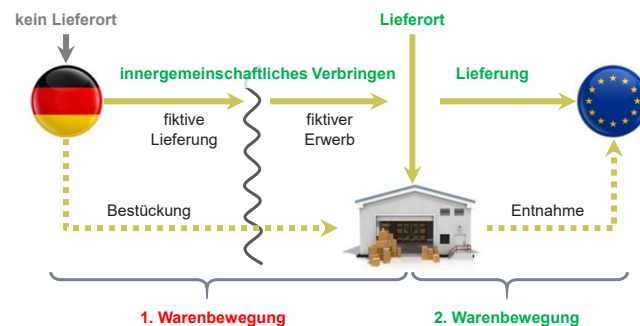 kein Lieferort
Lieferort
innergemeinschaftliches Verbringen
Lieferung
fiktive
Lieferung
fiktiver
Erwerb
Bestückung
Entnahme
1. Warenbewegung
2. Warenbewegung